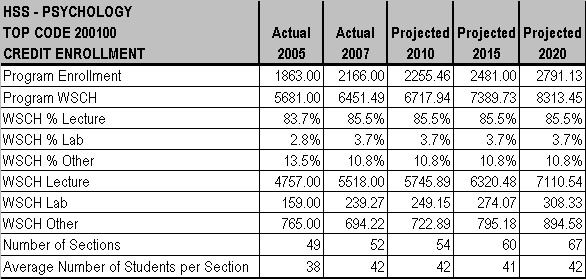 HSS - PSYCHOLOGY
TOP CODE 200100 Actual Actual Projected Projected Projected
CREDIT ENROLLMENT 2005 2007 2010 2015 2020
Program Enrollment 1863.00 2166.00 2255.46 2481.00 2791.13
Program WSCH 5681.00 6451.49 6717.94 7389.73 8313.45
WSCH % Lecture 83.7% 85.5% 85.5% 85.5% 85.5%
WSCH % Lab 2.8% 3.7% 3.7% 3.7% 3.7%
WSCH % Other 13.5% 10.8% 10.8% 10.8% 10.8%
WSCH Lecture 4757.00 5518.00 5745.89 6320.48 7110.54
WSCH Lab 159.00 239.27 249.15 274.07 308.33
WSCH Other 765.00 694.22 722.89 795.18 894.58
Number of Sections 49 52 54 60 67
Average Number of Students per Section 38 42 42 41 42